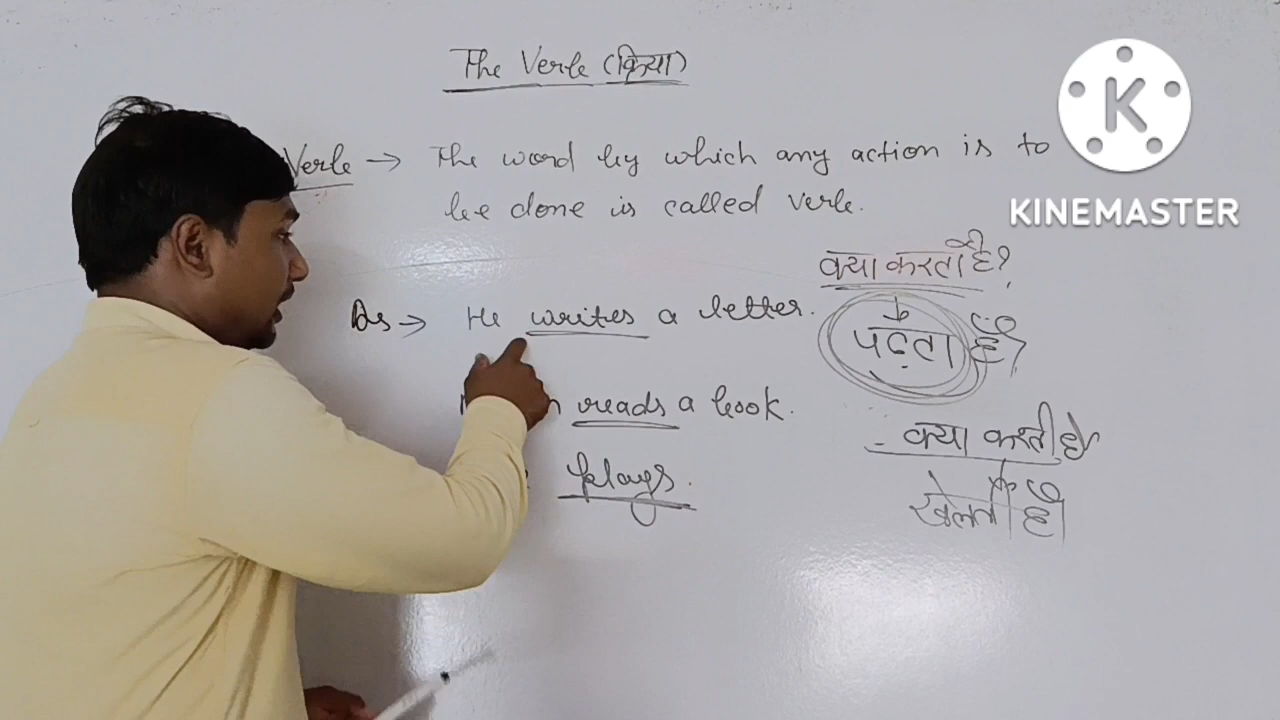 The Verb (क्रिया)
Verb → The word by which any action is to
be done is called verb.
क्या करता है?
As → He writes a letter.
पढ़ता है?
reads a book.
क्या करती है
plays.
खेलती है।
KINEMASTER